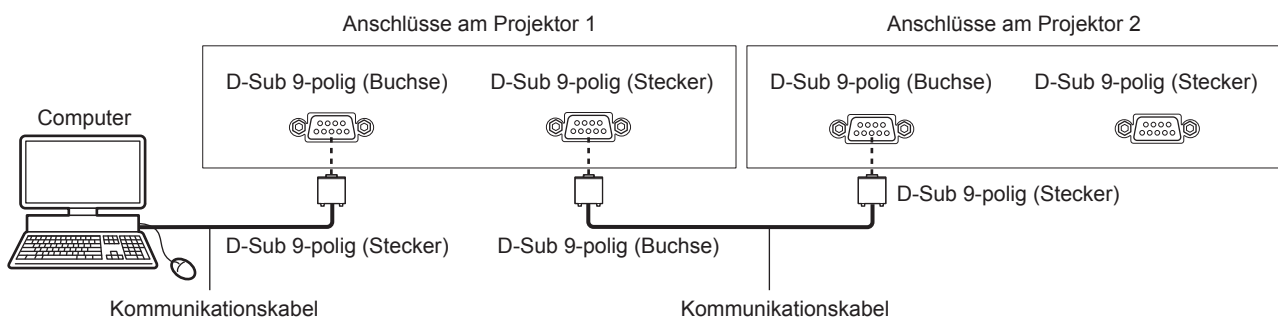 Anschlüsse am Projektor 1
Anschlüsse am Projektor 2
D-Sub 9-polig (Buchse)
D-Sub 9-polig (Stecker)
D-Sub 9-polig (Buchse)
D-Sub 9-polig (Stecker)
Computer
D-Sub 9-polig (Stecker)
D-Sub 9-polig (Stecker)
D-Sub 9-polig (Buchse)
Kommunikationskabel
Kommunikationskabel